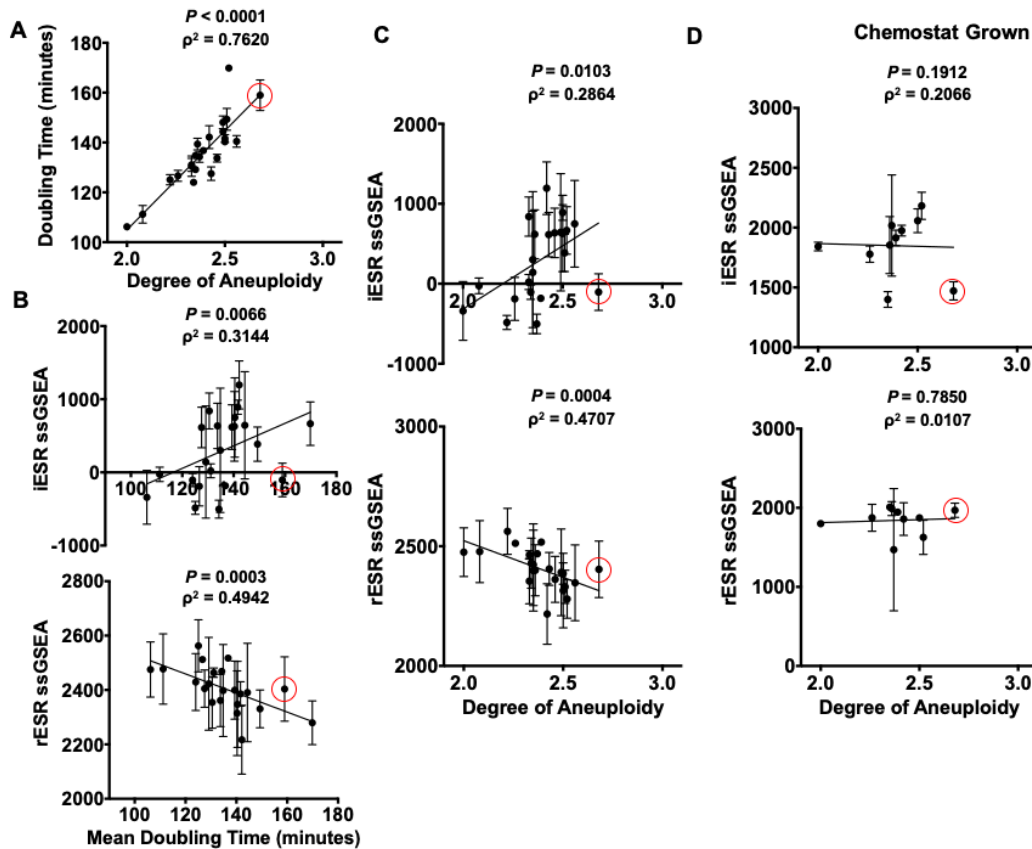 A
P < 0.0001
ρ² = 0.7620
Doubling Time (minutes)
180
160
140
120
100
2.0 2.5 3.0
Degree of Aneuploidy
B
P = 0.0066
ρ² = 0.3144
iESR ssGSEA
2000
1000
0
-1000
100 120 140 160 180
P = 0.0003
ρ² = 0.4942
rESR ssGSEA
2800
2600
2400
2200
2000
100 120 140 160 180
Mean Doubling Time (minutes)
C
P = 0.0103
ρ² = 0.2864
iESR ssGSEA
2000
1000
0
-1000
2.0 2.5 3.0
P = 0.0004
ρ² = 0.4707
rESR ssGSEA
3000
2500
2000
2.0 2.5 3.0
Degree of Aneuploidy
D
Chemostat Grown
P = 0.1912
ρ² = 0.2066
iESR ssGSEA
3000
2500
2000
1500
1000
2.0 2.5 3.0
P = 0.7850
ρ² = 0.0107
rESR ssGSEA
3000
2000
1000
0
2.0 2.5 3.0
Degree of Aneuploidy